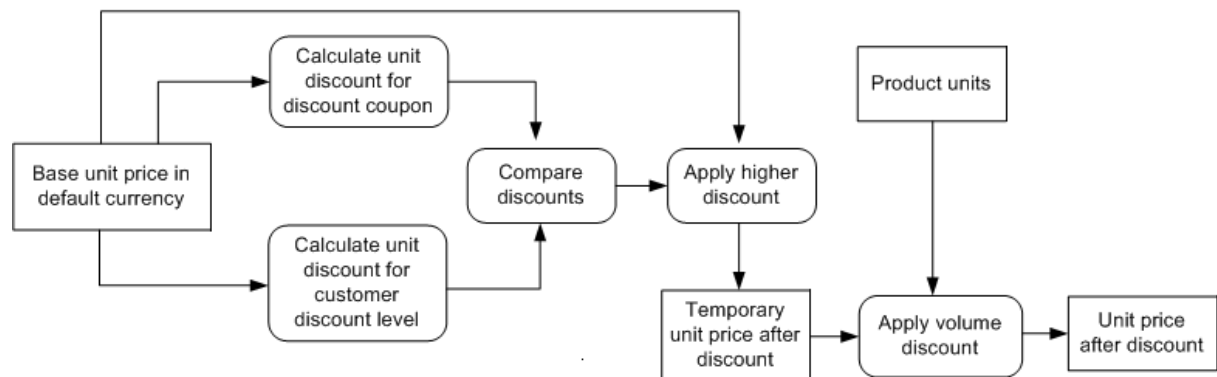 Calculate unit
discount for
discount coupon
Product units
Base unit price in
default currency
Compare
discounts
Apply higher
discount
Calculate unit
discount for
customer
discount level
Temporary
unit price after
discount
Apply volume
discount
Unit price
after discount